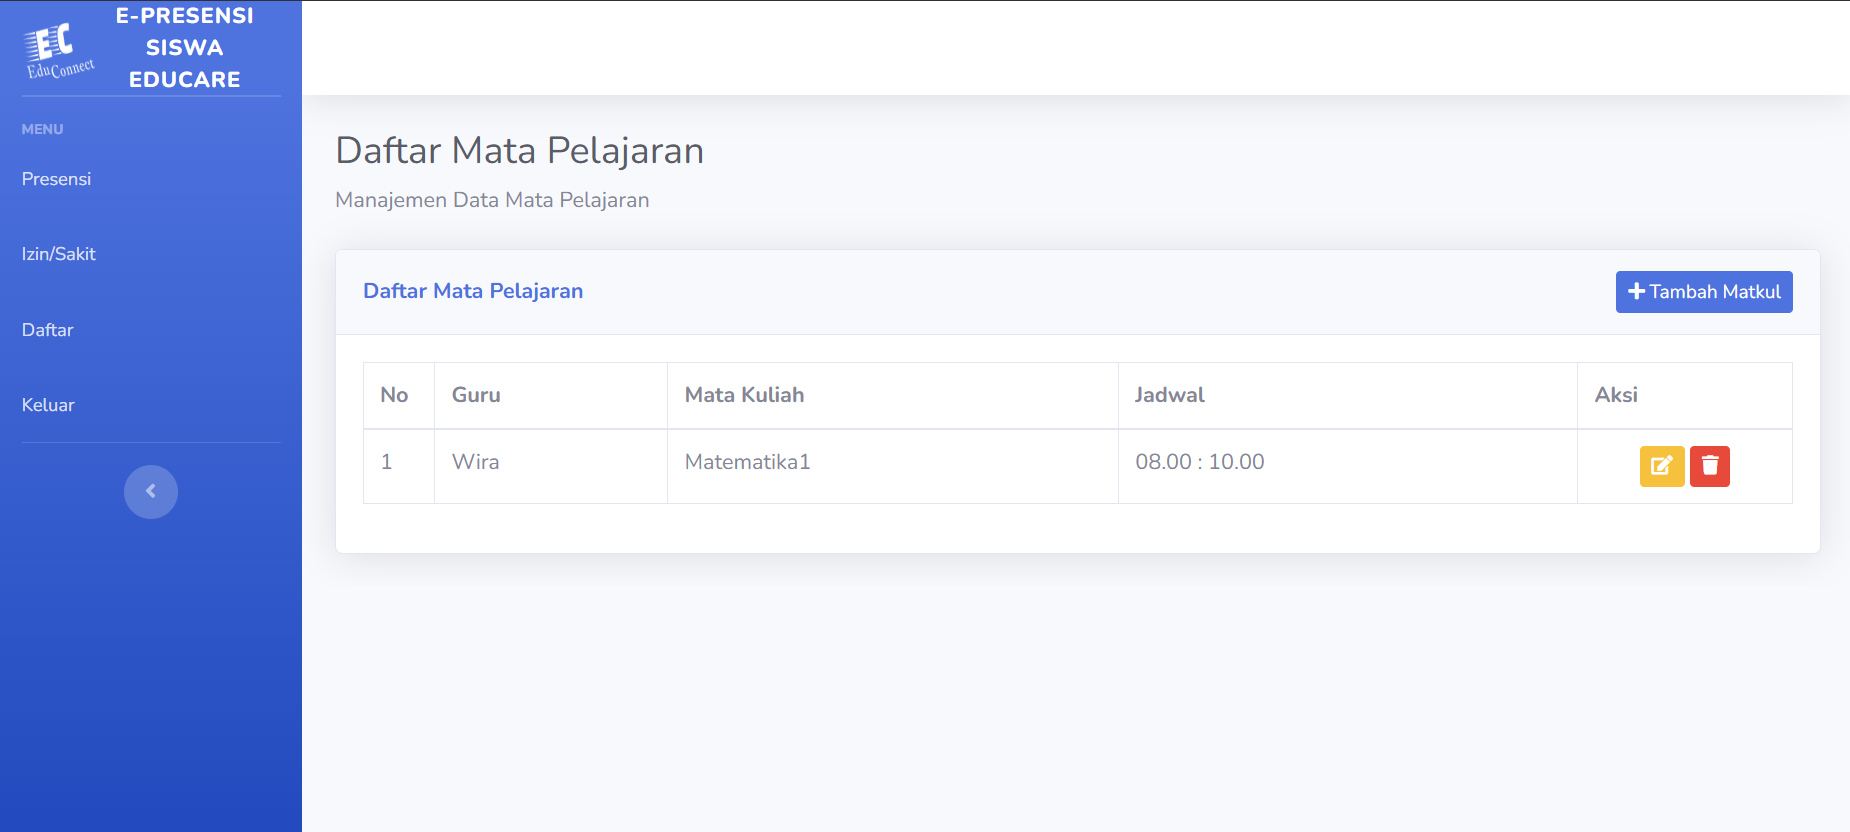 EC
EduConnect
E-PRESENSI
SISWA
EDUCARE
MENU
Presensi
Izin/Sakit
Daftar
Keluar
Daftar Mata Pelajaran
Manajemen Data Mata Pelajaran
Daftar Mata Pelajaran
Tambah Matkul
No Guru Mata Kuliah Jadwal Aksi
1 Wira Matematika1 08.00 : 10.00